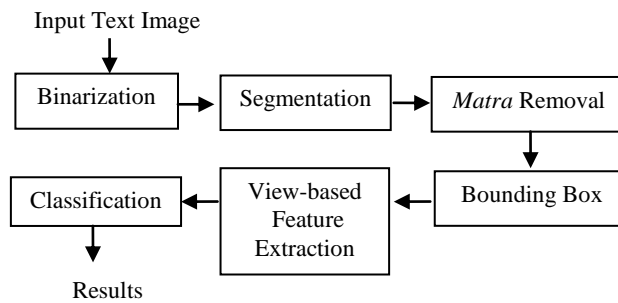 Input Text Image
Binarization
Segmentation
Matra Removal
Bounding Box
View-based
Feature
Extraction
Classification
Results